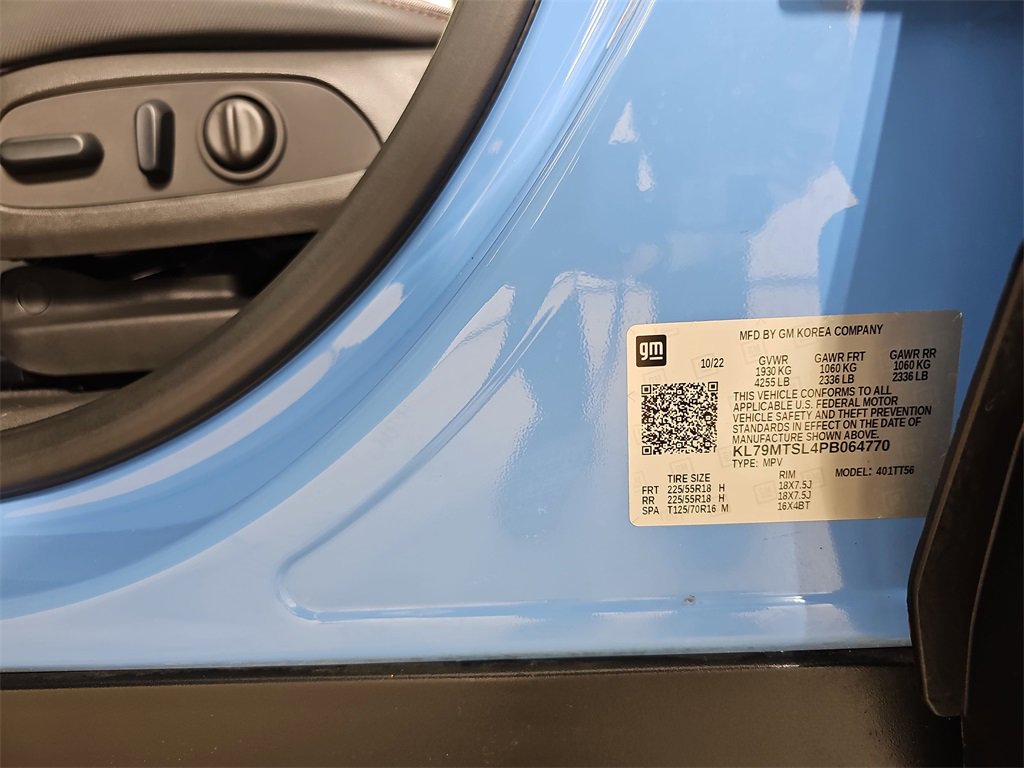 MFD BY GM KOREA COMPANY
gm
10/22 GVWR GAWR FRT GAWR RR
1930 KG 1060 KG 1060 KG
4255 LB 2336 LB 2336 LB
THIS VEHICLE CONFORMS TO ALL
APPLICABLE U.S. FEDERAL MOTOR
VEHICLE SAFETY AND THEFT PREVENTION
STANDARDS IN EFFECT ON THE DATE OF
MANUFACTURE SHOWN ABOVE.
KL79MTSL4PB064770
TYPE: MPV MODEL: 401TT56
TIRE SIZE RIM
FRT 225/55R18 H 18X7.5J
RR 225/55R18 H 18X7.5J
SPA T125/70R16 M 16X4BT